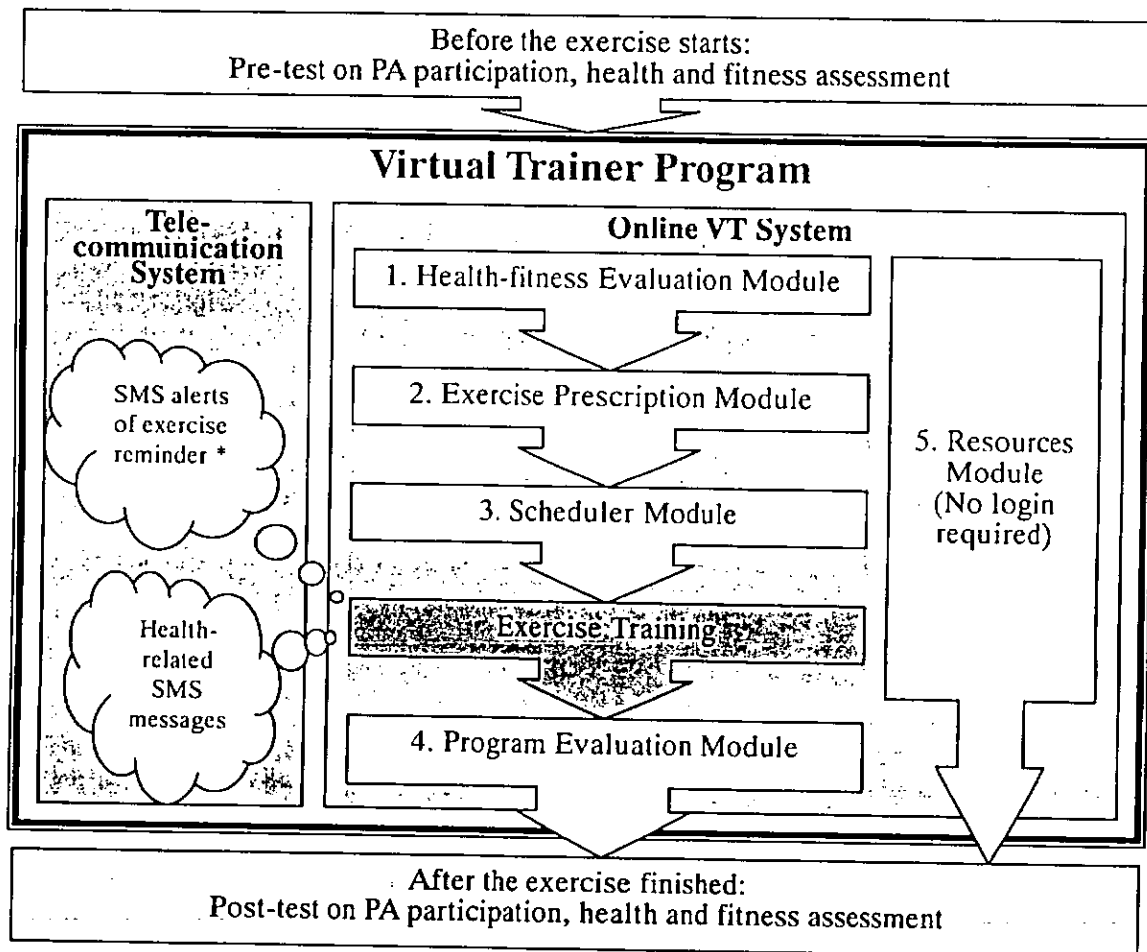 Before the exercise starts:
Pre-test on PA participation, health and fitness assessment
Virtual Trainer Program
Tele-
communication
System
SMS alerts
of exercise
reminder *
Health-
related
SMS
messages
Online VT System
1. Health-fitness Evaluation Module
2. Exercise Prescription Module
3. Scheduler Module
Exercise Training
4. Program Evaluation Module
5. Resources
Module
(No login
required)
After the exercise finished:
Post-test on PA participation, health and fitness assessment